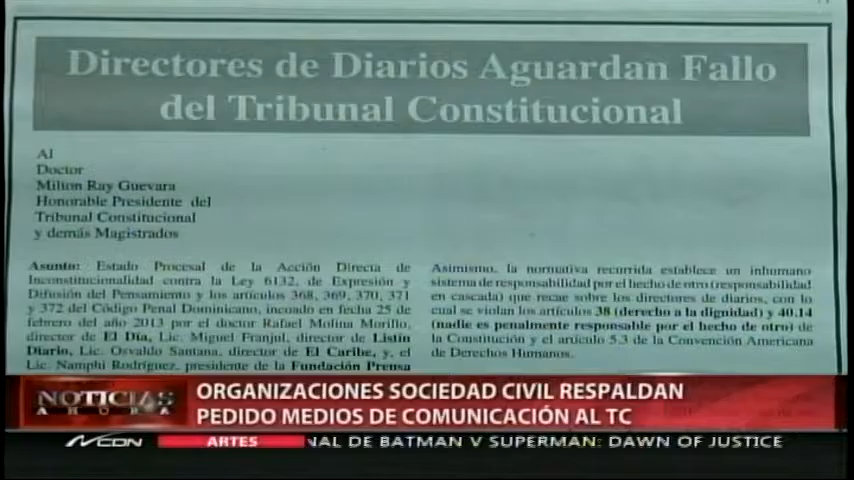 Directores de Diarios Aguardan Fallo
del Tribunal Constitucional
Al
Doctor
Milton Ray Guevara
Honorable Presidente del
Tribunal Constitucional
y demás Magistrados
Asunto: Estado Procesal de la Acción Directa de
Inconstitucionalidad contra la Ley 6132, de Expresión y
Difusión del Pensamiento y los artículos 368, 369, 370, 371
y 372 del Código Penal Dominicano, incoado en fecha 25 de
febrero del año 2013 por el doctor Rafael Molina Morillo,
director de El Día, Lic. Miguel Franjul, director de Listín
Diario, Lic. Osvaldo Santana, director de El Caribe, y, el
Lic. Namphi Rodríguez, presidente de la Fundación Prensa
Asimismo, la normativa recurrida establece un inhumano
sistema de responsabilidad por el hecho de otro (responsabilidad
en cascada) que recae sobre los directores de diarios, con lo
cual se violan los artículos 38 (derecho a la dignidad) y 40.14
(nadie es penalmente responsable por el hecho de otro) de
la Constitución y el artículo 5.3 de la Convención Americana
de Derechos Humanos.
NOTICIAS
AHORA
ORGANIZACIONES SOCIEDAD CIVIL RESPALDAN
PEDIDO MEDIOS DE COMUNICACIÓN AL TC
CDN
ARTES
NAL DE BATMAN V SUPERMAN: DAWN OF JUSTICE